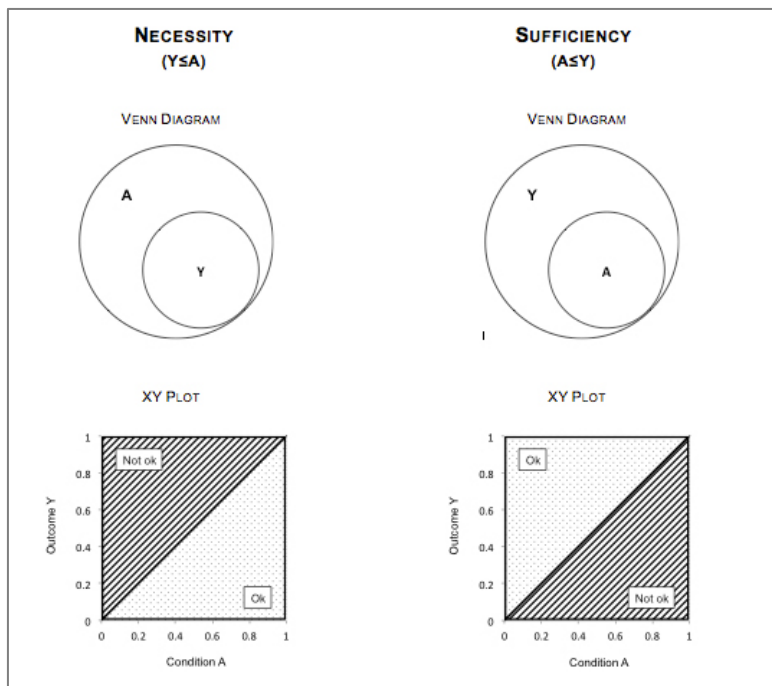 NECESSITY
(Y≤A)
VENN DIAGRAM
A
Y
XY PLOT
1
0.8
0.6
0.4
0.2
0
Outcome Y
Not ok
Ok
0 0.2 0.4 0.6 0.8 1
Condition A
SUFFICIENCY
(A≤Y)
VENN DIAGRAM
Y
A
I
XY PLOT
1
0.8
0.6
0.4
0.2
0
Outcome Y
Ok
Not ok
0 0.2 0.4 0.6 0.8 1
Condition A